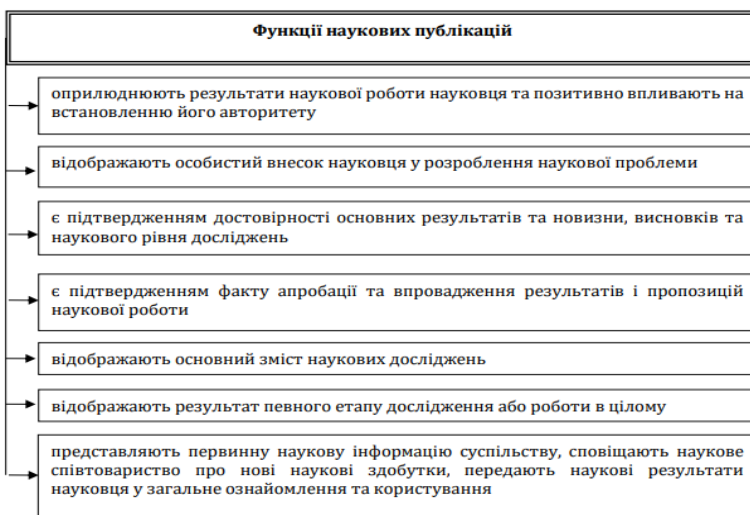 Функції наукових публікацій
оприлюднюють результати наукової роботи науковця та позитивно впливають на
встановленню його авторитету
відображають особистий внесок науковця у розроблення наукової проблеми
є підтвердженням достовірності основних результатів та новизни, висновків та
наукового рівня досліджень
є підтвердженням факту апробації та впровадження результатів і пропозицій
наукової роботи
відображають основний зміст наукових досліджень
відображають результат певного етапу дослідження або роботи в цілому
представляють первинну наукову інформацію суспільству, сповіщають наукове
співтовариство про нові наукові здобутки, передають наукові результати
науковця у загальне ознайомлення та користування